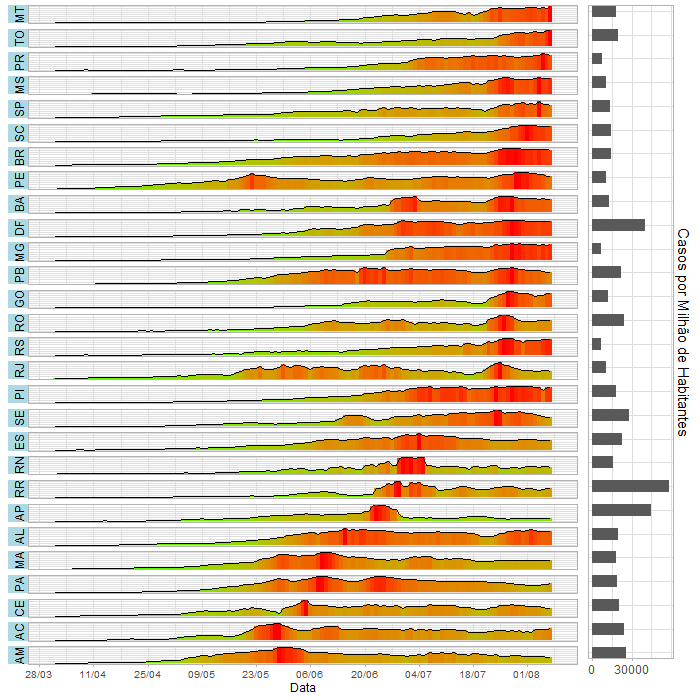 MT
TO
PR
MS
SP
SC
BR
PE
BA
DF
MG
PB
GO
RO
RS
RJ
PI
SE
ES
RN
RR
AP
AL
MA
PA
CE
AC
AM
28/03 11/04 25/04 09/05 23/05 06/06 20/06 04/07 18/07 01/08
Data
0 30000
Casos por Milhão de Habitantes